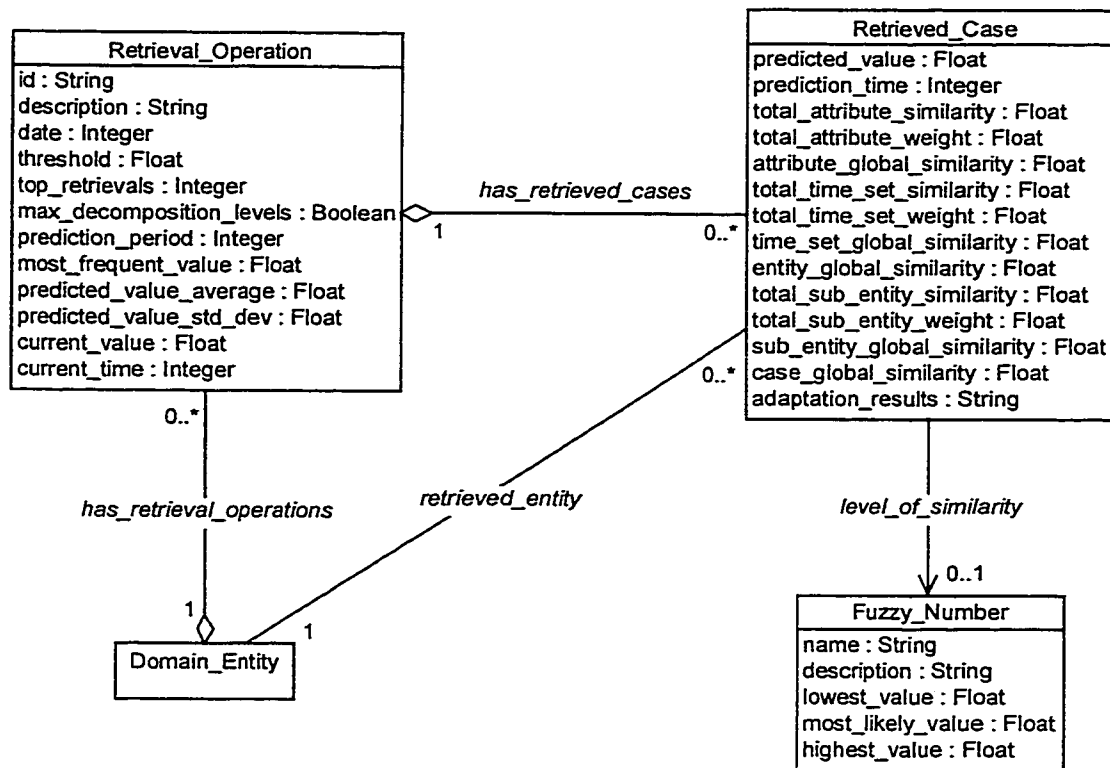 Retrieval_Operation
id : String
description : String
date : Integer
threshold : Float
top_retrievals : Integer
max_decomposition_levels : Boolean
prediction_period : Integer
most_frequent_value : Float
predicted_value_average : Float
predicted_value_std_dev : Float
current_value : Float
current_time : Integer
Retrieved_Case
predicted_value : Float
prediction_time : Integer
total_attribute_similarity : Float
total_attribute_weight : Float
attribute_global_similarity : Float
total_time_set_similarity : Float
total_time_set_weight : Float
time_set_global_similarity : Float
entity_global_similarity : Float
total_sub_entity_similarity : Float
total_sub_entity_weight : Float
sub_entity_global_similarity : Float
case_global_similarity : Float
adaptation_results : String
has_retrieved_cases
1
0..*
0..*
has_retrieval_operations
1
0..*
retrieved_entity
1
level_of_similarity
0..1
Domain_Entity
Fuzzy_Number
name : String
description : String
lowest_value : Float
most_likely_value : Float
highest_value : Float